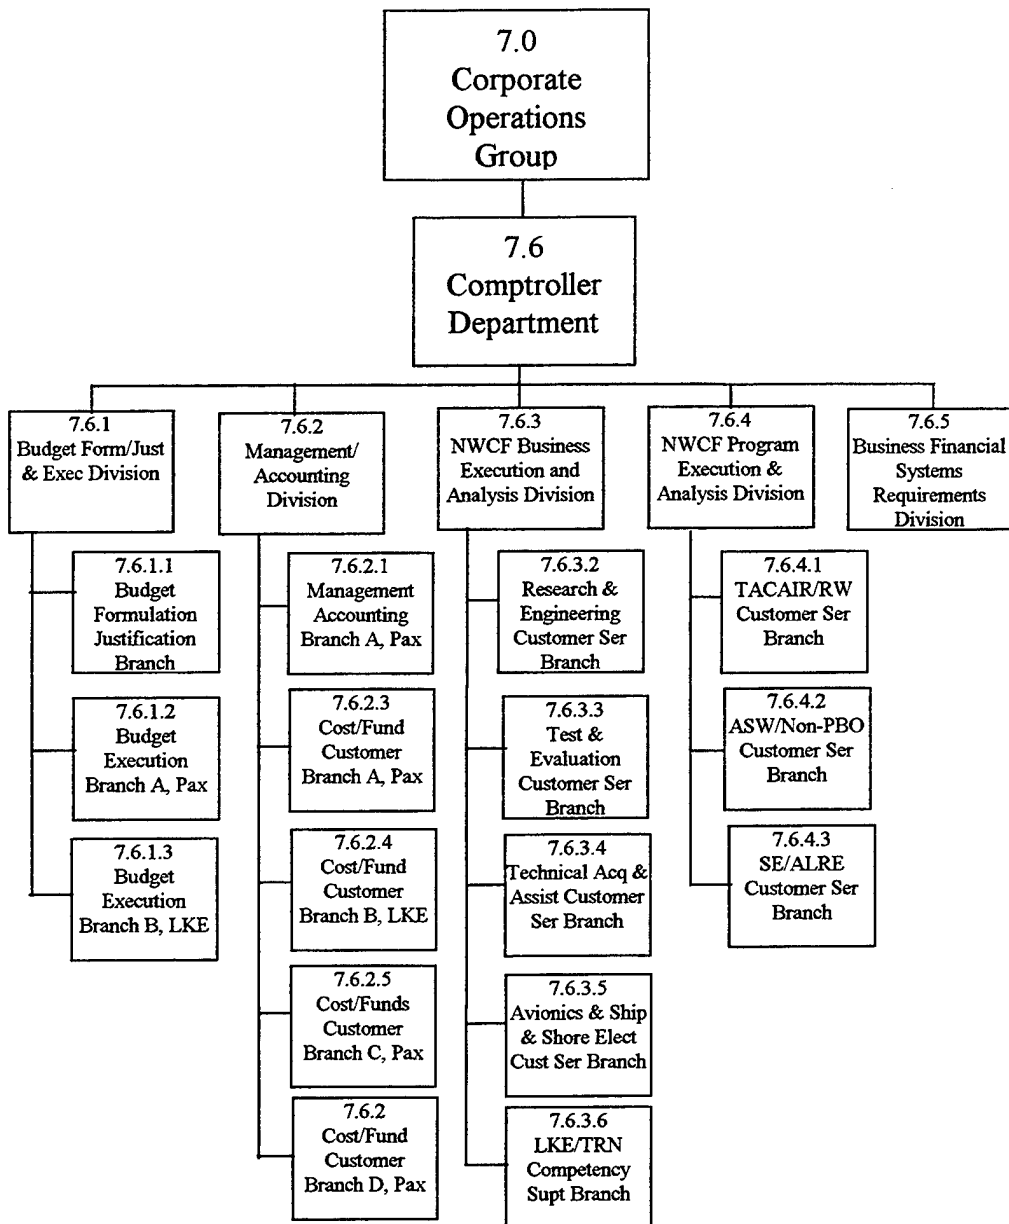 7.0
Corporate
Operations
Group
7.6
Comptroller
Department
7.6.1
Budget Form/Just
& Exec Division
7.6.1.1
Budget
Formulation
Justification
Branch
7.6.1.2
Budget
Execution
Branch A, Pax
7.6.1.3
Budget
Execution
Branch B, LKE
7.6.2
Management/
Accounting
Division
7.6.2.1
Management
Accounting
Branch A, Pax
7.6.2.3
Cost/Fund
Customer
Branch A, Pax
7.6.2.4
Cost/Fund
Customer
Branch B, LKE
7.6.2.5
Cost/Funds
Customer
Branch C, Pax
7.6.2
Cost/Fund
Customer
Branch D, Pax
7.6.3
NWCF Business
Execution and
Analysis Division
7.6.3.2
Research &
Engineering
Customer Ser
Branch
7.6.3.3
Test &
Evaluation
Customer Ser
Branch
7.6.3.4
Technical Acq &
Assist Customer
Ser Branch
7.6.3.5
Avionics & Ship
& Shore Elect
Cust Ser Branch
7.6.3.6
LKE/TRN
Competency
Supt Branch
7.6.4
NWCF Program
Execution &
Analysis Division
7.6.4.1
TACAIR/RW
Customer Ser
Branch
7.6.4.2
ASW/Non-PBO
Customer Ser
Branch
7.6.4.3
SE/ALRE
Customer Ser
Branch
7.6.5
Business Financial
Systems
Requirements
Division